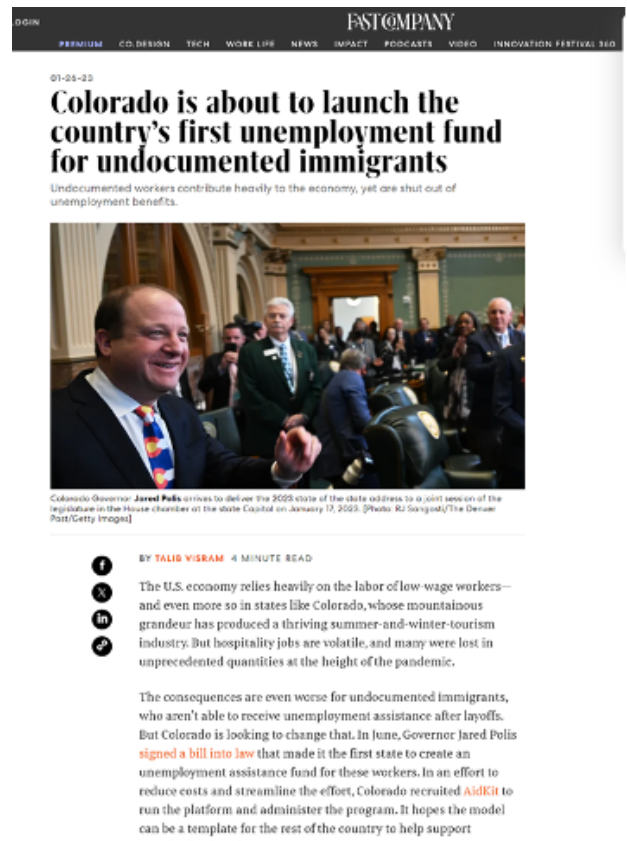 LOGIN
FAST COMPANY
PREMIUM CO.DESIGN TECH WORK LIFE NEWS IMPACT PODCASTS VIDEO INNOVATION FESTIVAL 360
01-26-23
Colorado is about to launch the
country’s first unemployment fund
for undocumented immigrants
Undocumented workers contribute heavily to the economy, yet are shut out of
unemployment benefits.
Colorado Governor Jared Polis arrives to deliver the 2023 state of the state address to a joint session of the
legislature in the House chamber at the state Capitol on January 17, 2023. [Photo: RJ Sangosti/The Denver
Post/Getty Images]
BY TALIB VISRAM 4 MINUTE READ
The U.S. economy relies heavily on the labor of low-wage workers—
and even more so in states like Colorado, whose mountainous
grandeur has produced a thriving summer-and-winter-tourism
industry. But hospitality jobs are volatile, and many were lost in
unprecedented quantities at the height of the pandemic.
The consequences are even worse for undocumented immigrants,
who aren’t able to receive unemployment assistance after layoffs.
But Colorado is looking to change that. In June, Governor Jared Polis
signed a bill into law that made it the first state to create an
unemployment assistance fund for these workers. In an effort to
reduce costs and streamline the effort, Colorado recruited AidKit to
run the platform and administer the program. It hopes the model
can be a template for the rest of the country to help support